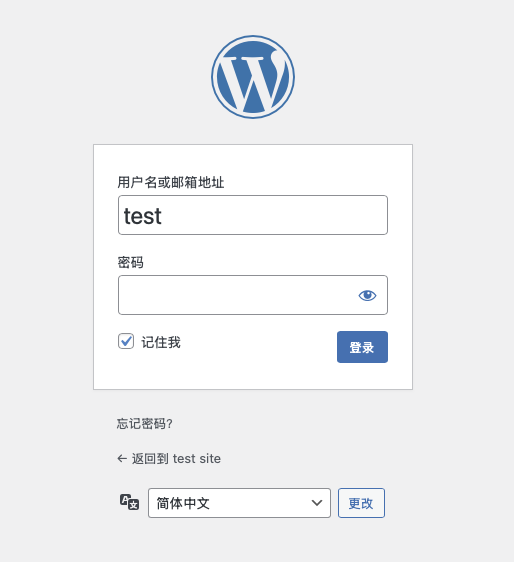 用户名或邮箱地址
test
密码
记住我
登录
忘记密码?
← 返回到 test site
简体中文
更改